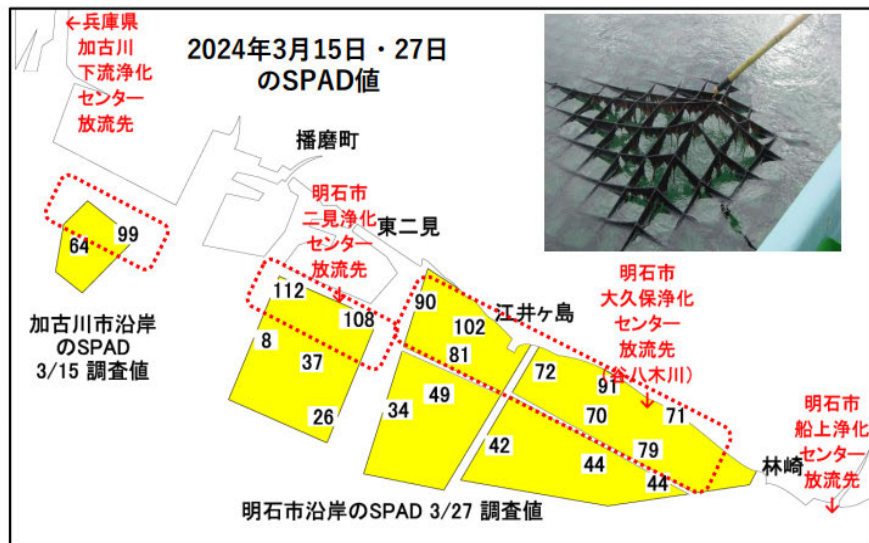 ←兵庫県
加古川
下流浄化
センター
放流先
2024年3月15日・27日
のSPAD値
播磨町
明石市
二見浄化
センター
放流先
↓
東二見
99
64
加古川市沿岸
のSPAD
3/15 調査値
112
108
8
37
26
90
102
81
江井ヶ島
49
34
明石市
大久保浄化
センター
放流先
(谷八木川)
↓
72
91
70
71
79
42
44
44
明石市
船上浄化
センター
放流先
↓
林崎
明石市沿岸のSPAD 3/27 調査値